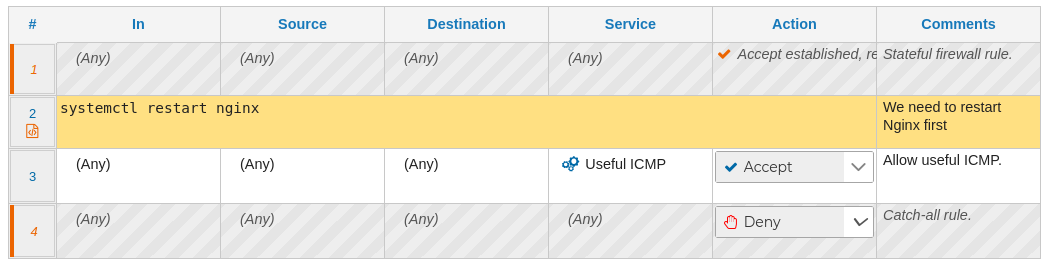 # In Source Destination Service Action Comments
1 (Any) (Any) (Any) (Any) Accept established, re Stateful firewall rule.
2 systemctl restart nginx We need to restart
Nginx first
3 (Any) (Any) (Any) Useful ICMP Accept Allow useful ICMP.
4 (Any) (Any) (Any) (Any) Deny Catch-all rule.